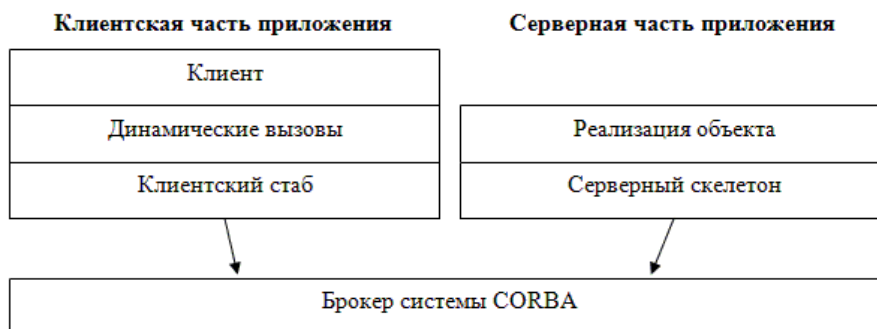 Клиентская часть приложения
Серверная часть приложения
Клиент
Динамические вызовы
Реализация объекта
Клиентский стаб
Серверный скелетон
Брокер системы CORBA